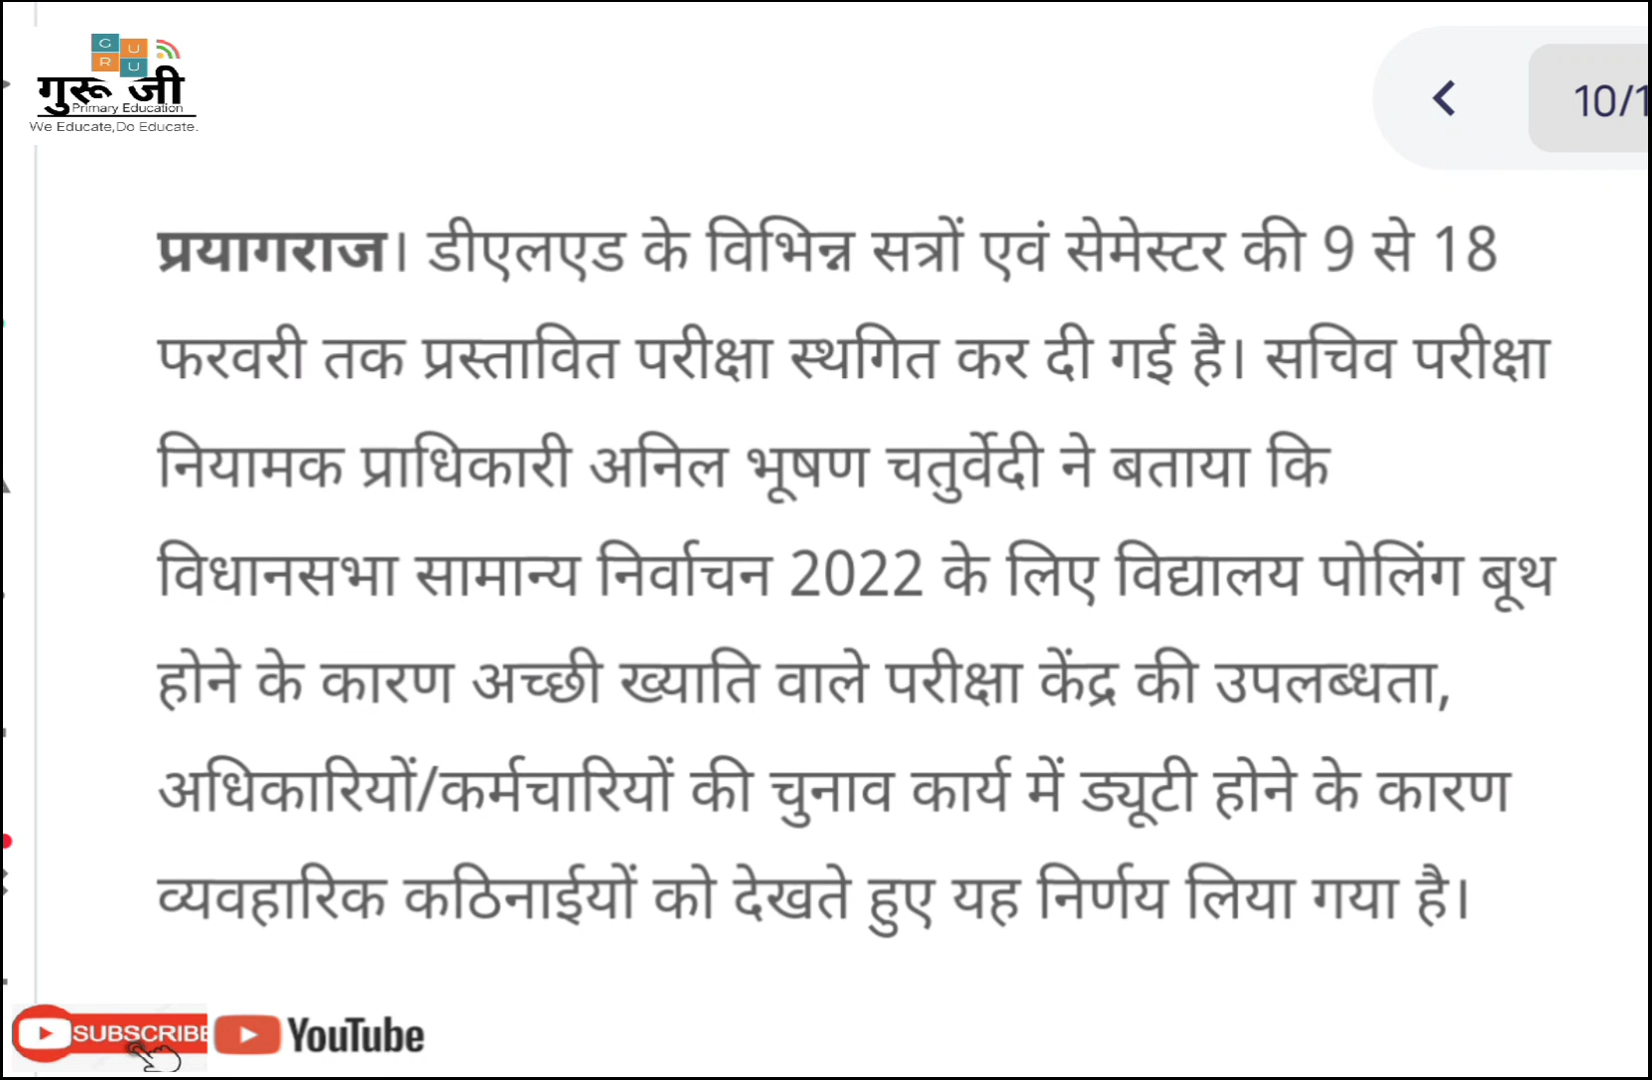 G U
R U
गुरू जी
Primary Education
We Educate,Do Educate.
10/1
प्रयागराज। डीएलएड के विभिन्न सत्रों एवं सेमेस्टर की 9 से 18
फरवरी तक प्रस्तावित परीक्षा स्थगित कर दी गई है। सचिव परीक्षा
नियामक प्राधिकारी अनिल भूषण चतुर्वेदी ने बताया कि
विधानसभा सामान्य निर्वाचन 2022 के लिए विद्यालय पोलिंग बूथ
होने के कारण अच्छी ख्याति वाले परीक्षा केंद्र की उपलब्धता,
अधिकारियों/कर्मचारियों की चुनाव कार्य में ड्यूटी होने के कारण
व्यवहारिक कठिनाईयों को देखते हुए यह निर्णय लिया गया है।
SUBSCRIBE YouTube